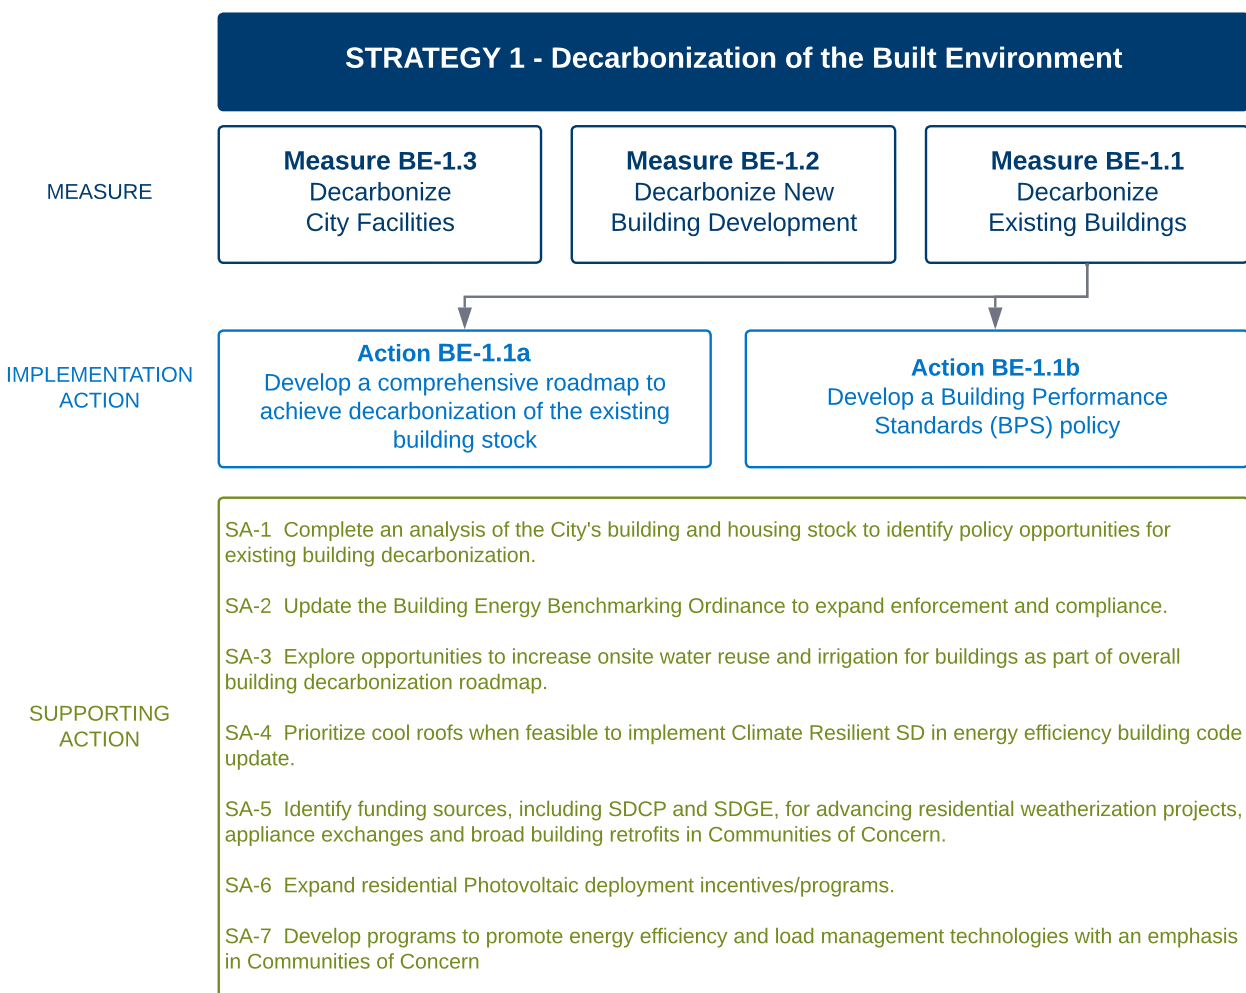 STRATEGY 1 - Decarbonization of the Built Environment
MEASURE
Measure BE-1.3
Decarbonize
City Facilities
Measure BE-1.2
Decarbonize New
Building Development
Measure BE-1.1
Decarbonize
Existing Buildings
IMPLEMENTATION
ACTION
Action BE-1.1a
Develop a comprehensive roadmap to
achieve decarbonization of the existing
building stock
Action BE-1.1b
Develop a Building Performance
Standards (BPS) policy
SUPPORTING
ACTION
SA-1 Complete an analysis of the City's building and housing stock to identify policy opportunities for
existing building decarbonization.
SA-2 Update the Building Energy Benchmarking Ordinance to expand enforcement and compliance.
SA-3 Explore opportunities to increase onsite water reuse and irrigation for buildings as part of overall
building decarbonization roadmap.
SA-4 Prioritize cool roofs when feasible to implement Climate Resilient SD in energy efficiency building code
update.
SA-5 Identify funding sources, including SDCP and SDGE, for advancing residential weatherization projects,
appliance exchanges and broad building retrofits in Communities of Concern.
SA-6 Expand residential Photovoltaic deployment incentives/programs.
SA-7 Develop programs to promote energy efficiency and load management technologies with an emphasis
in Communities of Concern